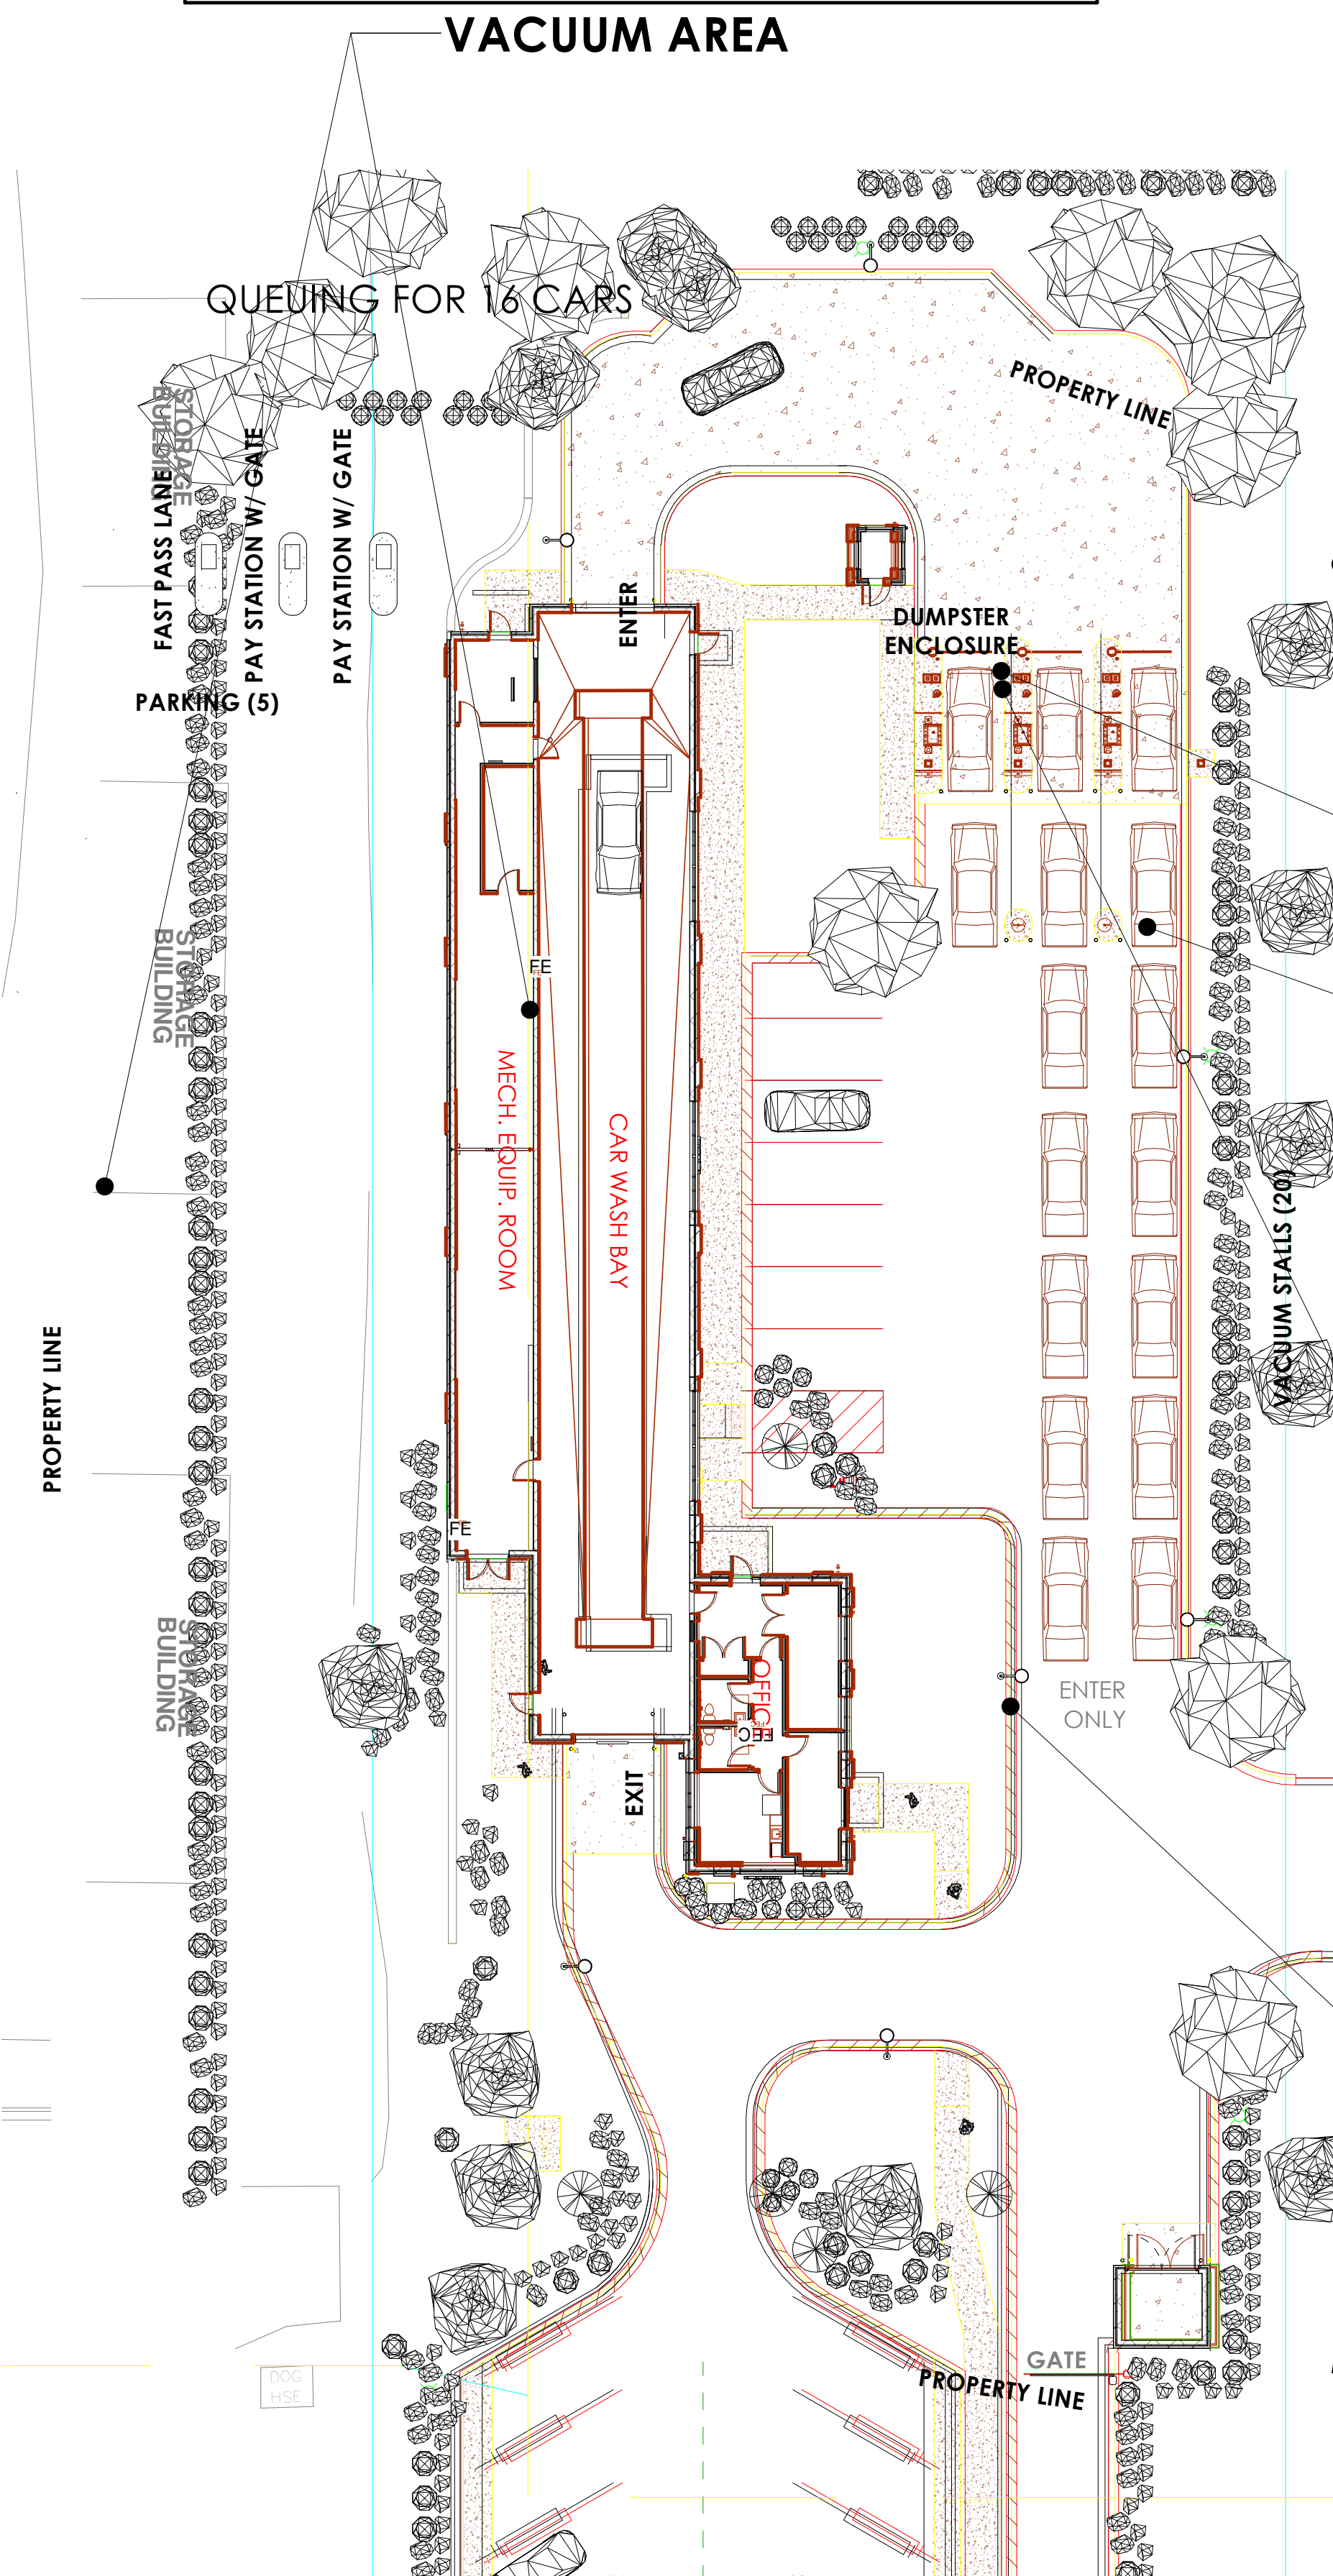 VACUUM AREA
QUEUING FOR 16 CARS
PROPERTY LINE
STORAGE
BUILDING
FAST PASS LANE
PAY STATION W/ GATE
PAY STATION W/ GATE
ENTER
DUMPSTER
ENCLOSURE
PARKING (5)
STORAGE
BUILDING
FE
MECH. EQUIP. ROOM
CAR WASH BAY
VACUUM STALLS (20)
PROPERTY LINE
FE
STORAGE
BUILDING
OFFICE
FEC
ENTER
ONLY
EXIT
GATE
PROPERTY LINE
DOG
HSE